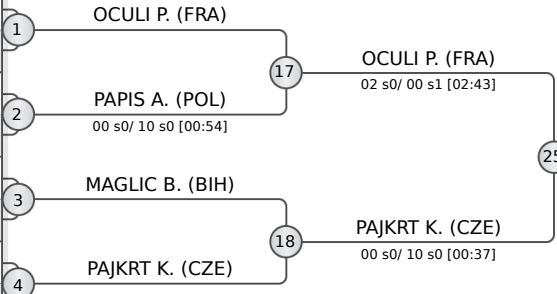 OCULI P. (FRA)
1
17
OCULI P. (FRA)
02 s0/ 00 s1 [02:43]
PAPIS A. (POL)
2
00 s0/ 10 s0 [00:54]
25
MAGLIC B. (BIH)
3
PAJKRT K. (CZE)
18
00 s0/ 10 s0 [00:37]
PAJKRT K. (CZE)
4